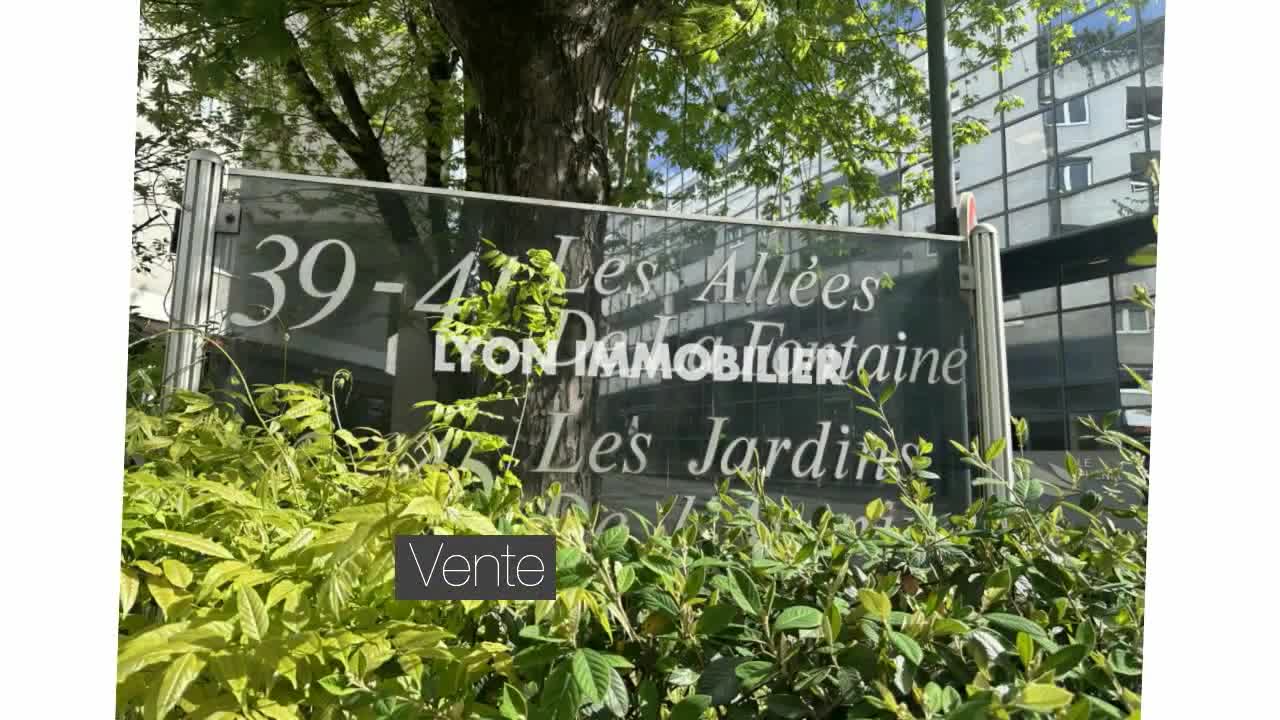 39-41 Les Allées
De La Fontaine
LYON IMMOBILIER
Les Jardins
Vente